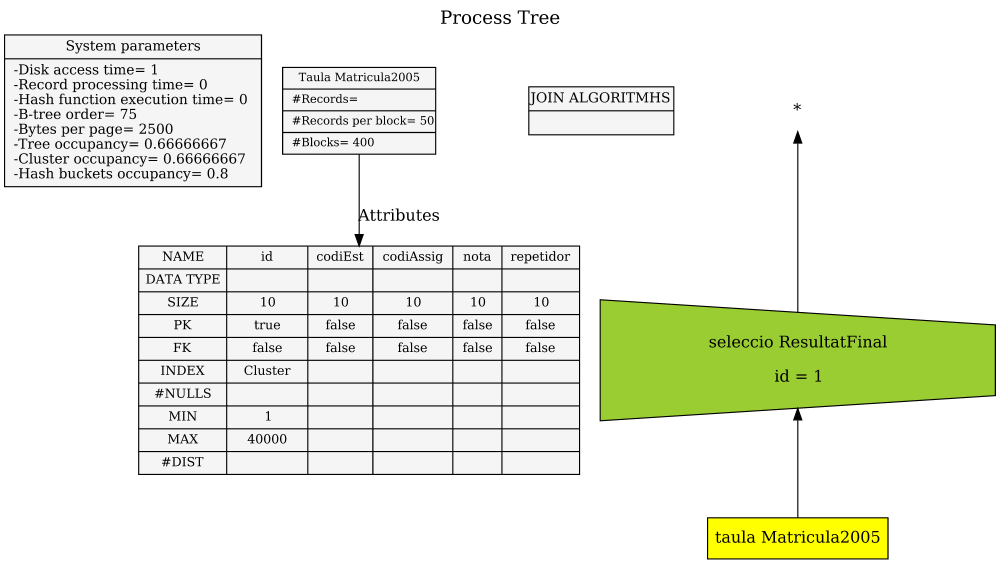 Process Tree
System parameters
-Disk access time= 1
-Record processing time= 0
-Hash function execution time= 0
-B-tree order= 75
-Bytes per page= 2500
-Tree occupancy= 0.66666667
-Cluster occupancy= 0.66666667
-Hash buckets occupancy= 0.8
Taula Matricula2005
#Records=
#Records per block= 50
#Blocks= 400
JOIN ALGORITMHS
*
Attributes
NAME id codiEst codiAssig nota repetidor
DATA TYPE
SIZE 10 10 10 10 10
PK true false false false false
FK false false false false false
INDEX Cluster
#NULLS
MIN 1
MAX 40000
#DIST
seleccio ResultatFinal
id = 1
taula Matricula2005